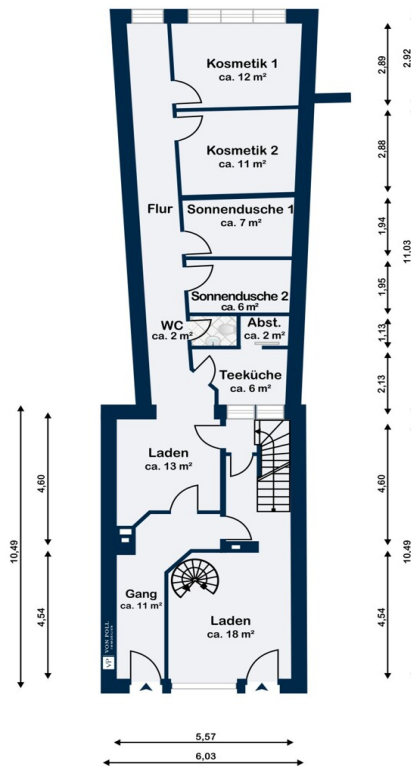 Kosmetik 1
ca. 12 m²
2,89
2,92
Kosmetik 2
ca. 11 m²
2,88
Flur
Sonnendusche 1
ca. 7 m²
1,94
11,03
Sonnendusche 2
ca. 6 m²
1,95
WC
ca. 2 m²
Abst.
ca. 2 m²
1,13
Teeküche
ca. 6 m²
2,13
Laden
ca. 13 m²
4,60
4,60
10,49
10,49
Gang
ca. 11 m²
Laden
ca. 18 m²
4,54
4,54
VP
VON POLL
IMMOBILIEN
5,57
6,03